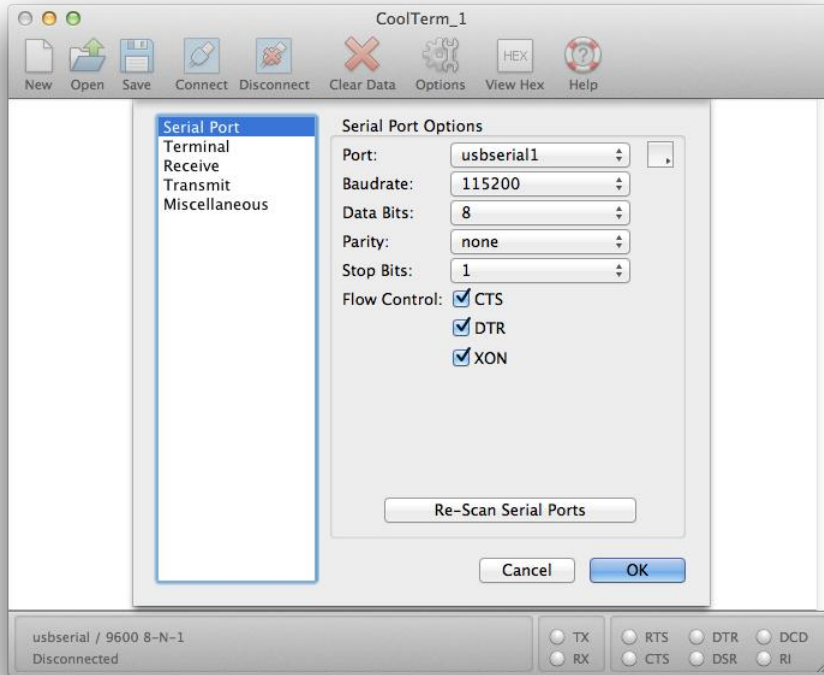 CoolTerm_1
New Open Save Connect Disconnect Clear Data Options HEX View Hex ? Help
Serial Port
Terminal
Receive
Transmit
Miscellaneous
Serial Port Options
Port: usbserial1
Baudrate: 115200
Data Bits: 8
Parity: none
Stop Bits: 1
Flow Control: CTS
DTR
XON
Re-Scan Serial Ports
Cancel OK
usbserial / 9600 8-N-1
Disconnected
TX RTS DTR DCD
RX CTS DSR RI